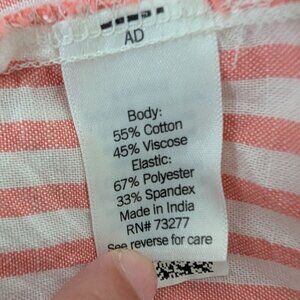 AD
Body:
55% Cotton
45% Viscose
Elastic:
67% Polyester
33% Spandex
Made in India
RN# 73277
See reverse for care